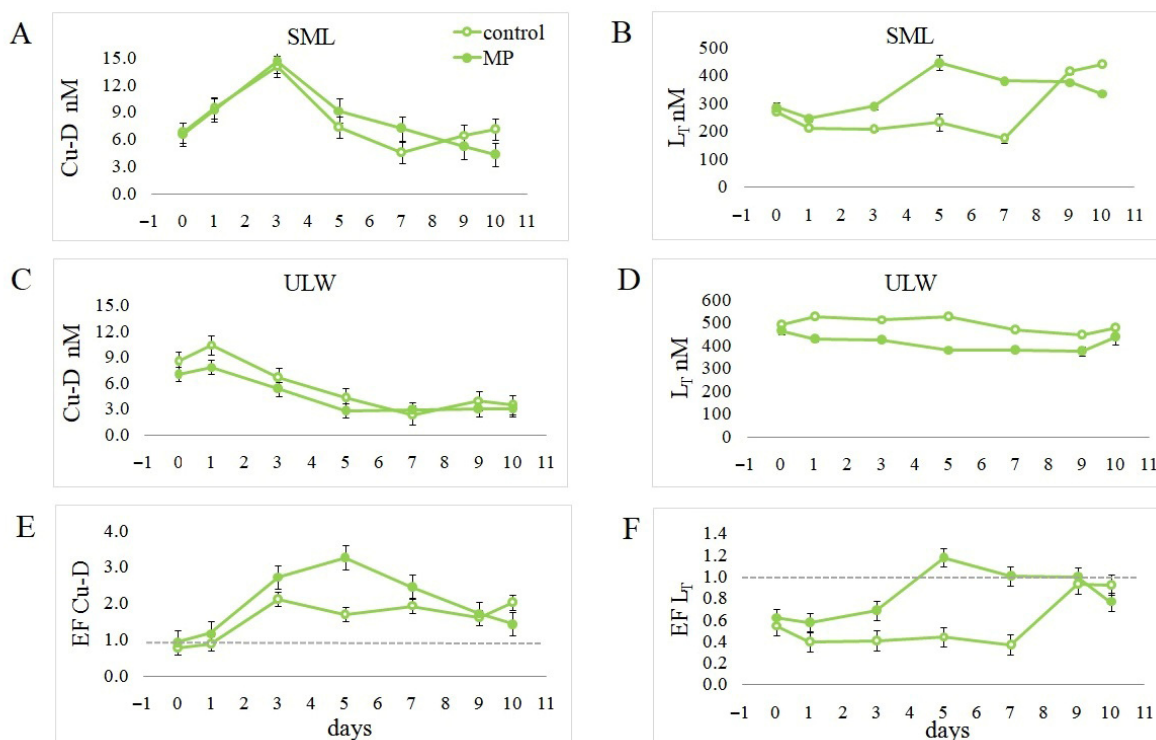 A
SML
control
MP
Cu-D nM
15.0
12.0
9.0
6.0
3.0
0.0
−1 0 1 2 3 4 5 6 7 8 9 10 11
B
SML
L_T nM
500
400
300
200
100
0
−1 0 1 2 3 4 5 6 7 8 9 10 11
C
ULW
Cu-D nM
15.0
12.0
9.0
6.0
3.0
0.0
−1 0 1 2 3 4 5 6 7 8 9 10 11
D
ULW
L_T nM
600
500
400
300
200
100
0
−1 0 1 2 3 4 5 6 7 8 9 10 11
E
EF Cu-D
4.0
3.0
2.0
1.0
0.0
−1 0 1 2 3 4 5 6 7 8 9 10 11
days
F
EF L_T
1.4
1.2
1.0
0.8
0.6
0.4
0.2
0.0
−1 0 1 2 3 4 5 6 7 8 9 10 11
days